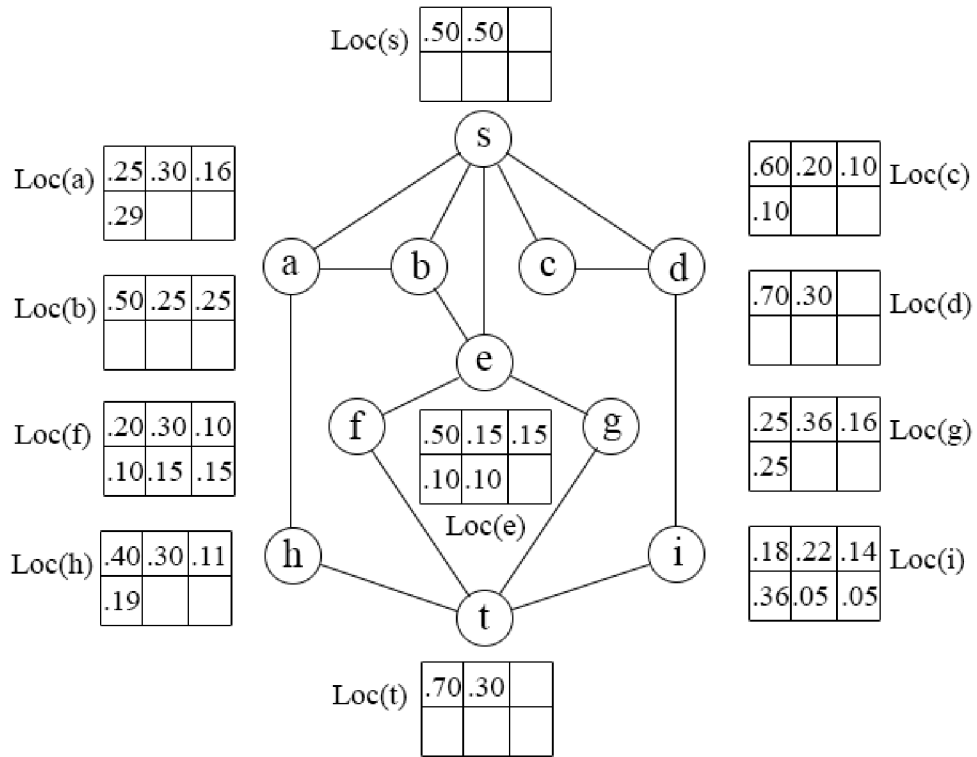 Loc(s) .50 .50
s
Loc(a) .25 .30 .16
.29
.60 .20 .10 Loc(c)
.10
a b c d
Loc(b) .50 .25 .25
.70 .30 Loc(d)
e
Loc(f) .20 .30 .10
.10 .15 .15
f
.50 .15 .15
.10 .10
Loc(e)
g
.25 .36 .16 Loc(g)
.25
Loc(h) .40 .30 .11
.19
h
i
.18 .22 .14 Loc(i)
.36 .05 .05
t
Loc(t) .70 .30